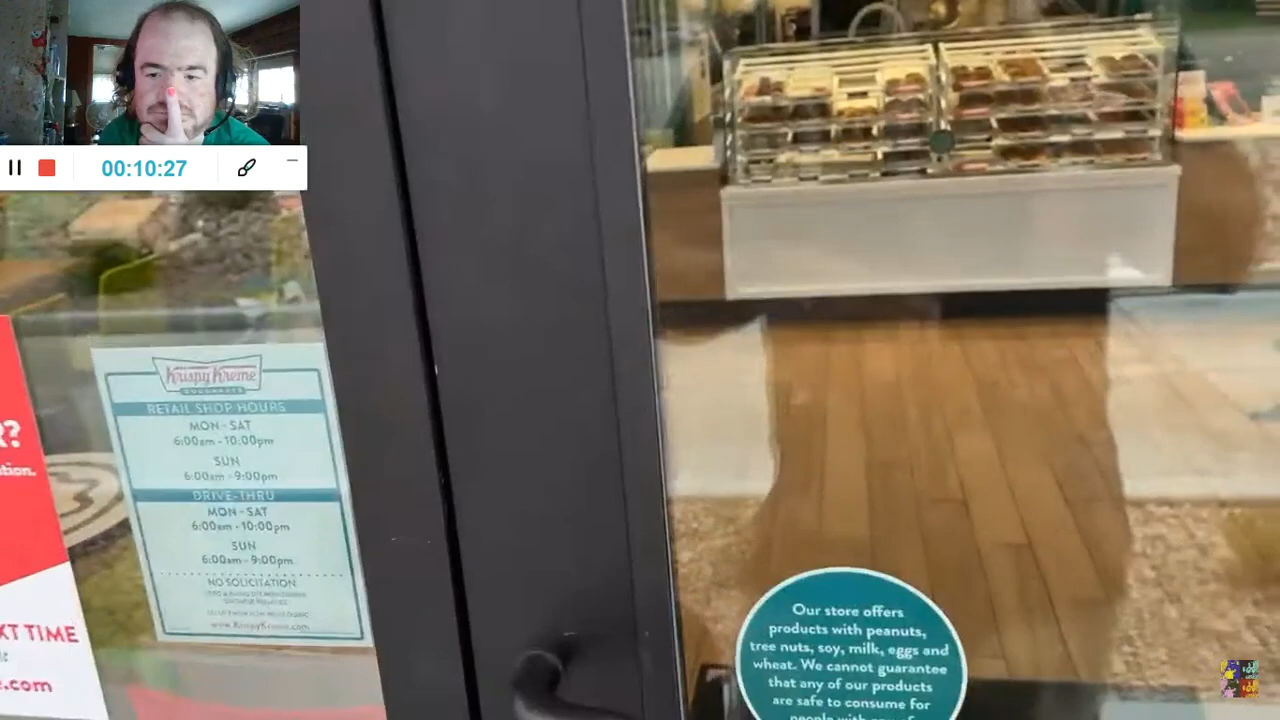 00:10:27
Krispy Kreme
DOUGHNUTS
RETAIL SHOP HOURS
MON - SAT
6:00am - 10:00pm
SUN
6:00am - 9:00pm
DRIVE-THRU
MON - SAT
6:00am - 10:00pm
SUN
6:00am - 9:00pm
NO SOLICITATION
www.KrispyKreme.com
R?
tion.
XT TIME
e.com
Our store offers
products with peanuts,
tree nuts, soy, milk, eggs and
wheat. We cannot guarantee
that any of our products
are safe to consume for
people with